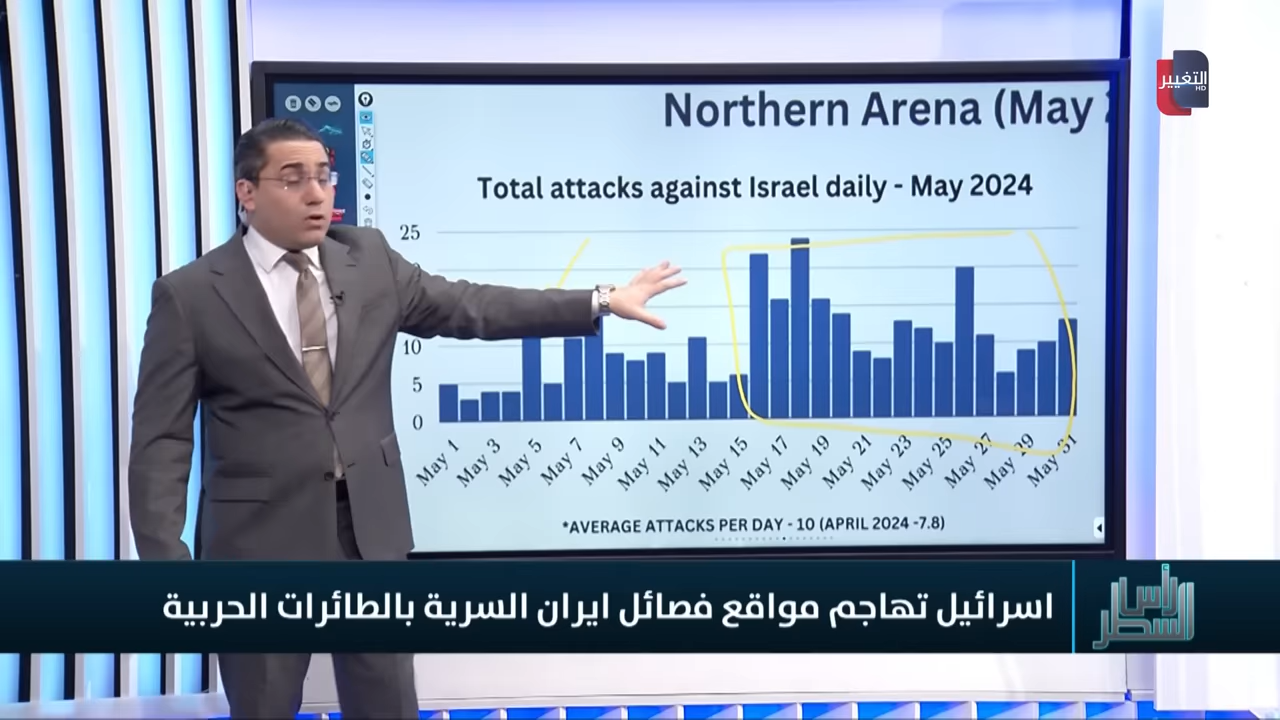 التغيير
HD
Northern Arena (May
Total attacks against Israel daily - May 2024
25
10
5
0
May 1
May 3
May 5
May 7
May 9
May 11
May 13
May 15
May 17
May 19
May 21
May 23
May 25
May 27
May 29
May 31
*AVERAGE ATTACKS PER DAY - 10 (APRIL 2024 -7.8)
اسرائيل تهاجم مواقع فصائل ايران السرية بالطائرات الحربية
رأس
السطر